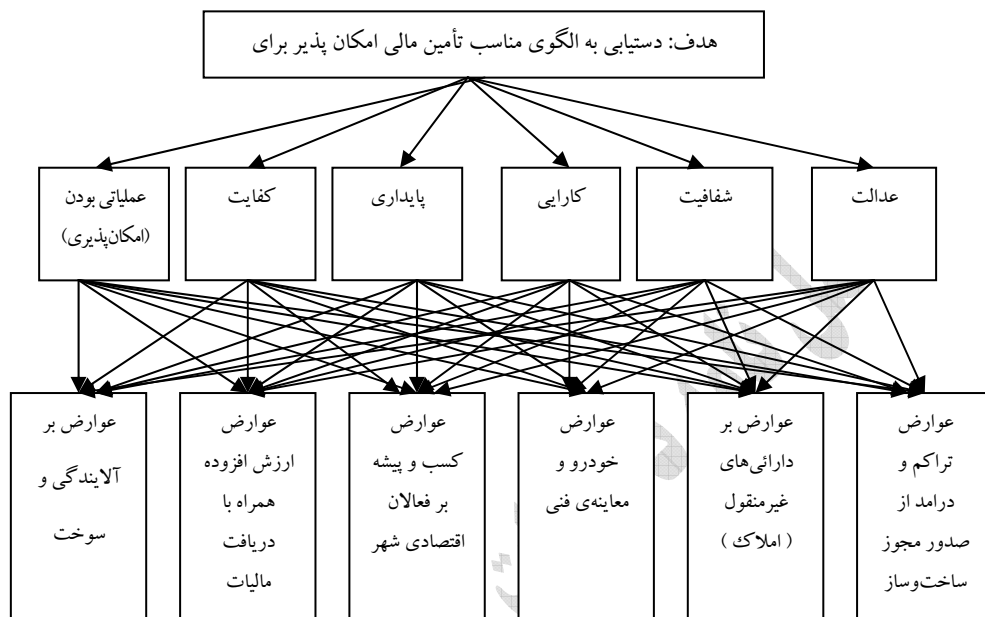 هدف: دستیابی به الگوی مناسب تأمین مالی امکان پذیر برای
عدالت
شفافیت
کارایی
پایداری
کفایت
عملیاتی بودن
(امکان‌پذیری)
عوارض
تراکم و
درامد از
صدور مجوز
ساخت‌وساز
عوارض بر
دارائی‌های
غیرمنقول
( املاک )
عوارض
خودرو و
معاینه‌ی فنی
عوارض
کسب و پیشه
بر فعالان
اقتصادی شهر
عوارض
ارزش افزوده
همراه با
دریافت
مالیات
عوارض بر
آلایندگی و
سوخت